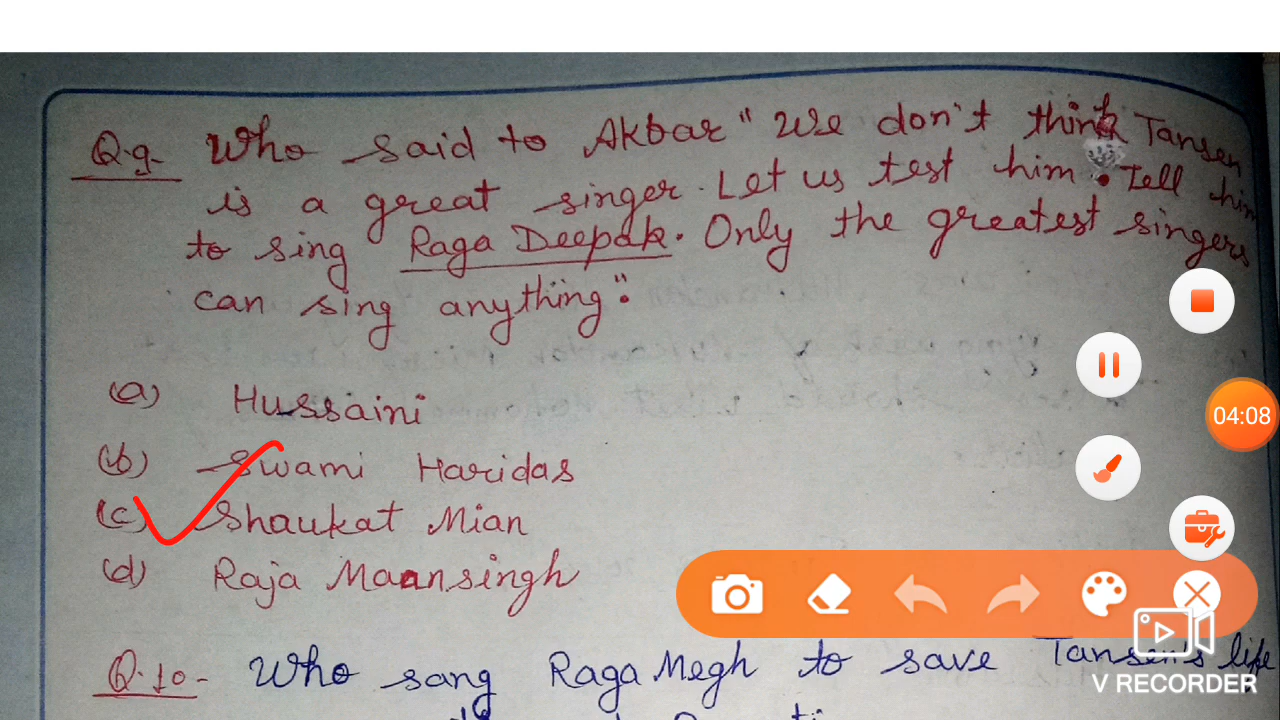 Q.9- Who said to Akbar "We don't think Tansen
is a great singer. Let us test him. Tell him
to sing Raga Deepak. Only the greatest singers
can sing anything".
(a) Hussaini
(b) Swami Haridas
(c) Shaukat Mian
(d) Raja Maansingh
Q.10- Who sang Raga Megh to save Tansen's life
04:08
V RECORDER